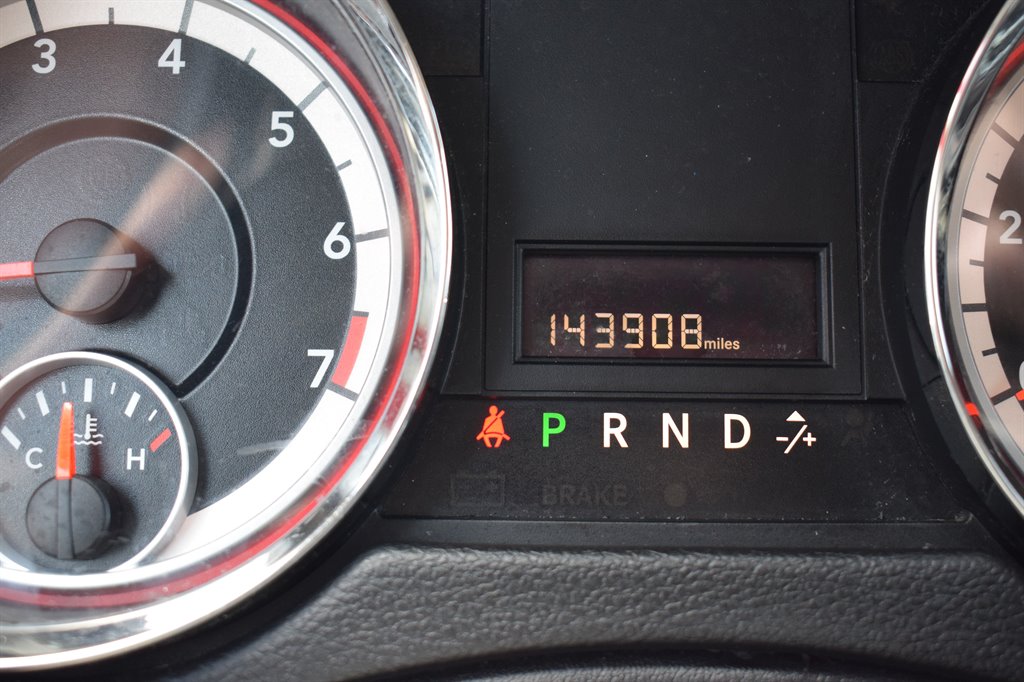 3 4 5 6 7
143908 miles
2
P R N D -/+
C H
BRAKE